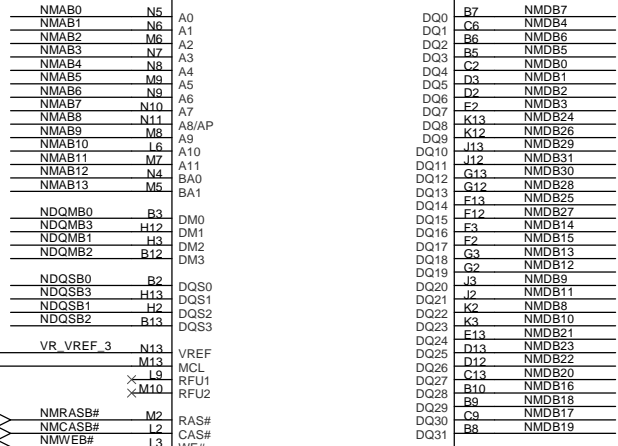 NMAB0 N5 A0
NMAB1 N6 A1
NMAB2 M6 A2
NMAB3 N7 A3
NMAB4 N8 A4
NMAB5 M9 A5
NMAB6 N9 A6
NMAB7 N10 A7
NMAB8 N11 A8/AP
NMAB9 M8 A9
NMAB10 L6 A10
NMAB11 M7 A11
NMAB12 N4 BA0
NMAB13 M5 BA1
NDQMB0 B3 DM0
NDQMB3 H12 DM1
NDQMB1 H3 DM2
NDQMB2 B12 DM3
NDQSB0 B2 DQS0
NDQSB3 H13 DQS1
NDQSB1 H2 DQS2
NDQSB2 B13 DQS3
VR_VREF_3 N13 VREF
M13 MCL
L9 RFU1
M10 RFU2
NMRASB# M2 RAS#
NMCASB# L2 CAS#
NMWEB# L3 WE#
DQ0 B7 NMDB7
DQ1 C6 NMDB4
DQ2 B6 NMDB6
DQ3 B5 NMDB5
DQ4 C2 NMDB0
DQ5 D3 NMDB1
DQ6 D2 NMDB2
DQ7 E2 NMDB3
DQ8 K13 NMDB24
DQ9 K12 NMDB26
DQ10 J13 NMDB29
DQ11 J12 NMDB31
DQ12 G13 NMDB30
DQ13 G12 NMDB28
DQ14 F13 NMDB25
DQ15 F12 NMDB27
DQ16 F3 NMDB14
DQ17 F2 NMDB15
DQ18 G3 NMDB13
DQ19 G2 NMDB12
DQ20 J3 NMDB9
DQ21 J2 NMDB11
DQ22 K2 NMDB8
DQ23 K3 NMDB10
DQ24 E13 NMDB21
DQ25 D13 NMDB23
DQ26 D12 NMDB22
DQ27 C13 NMDB20
DQ28 B10 NMDB16
DQ29 B9 NMDB18
DQ30 C9 NMDB17
DQ31 B8 NMDB19